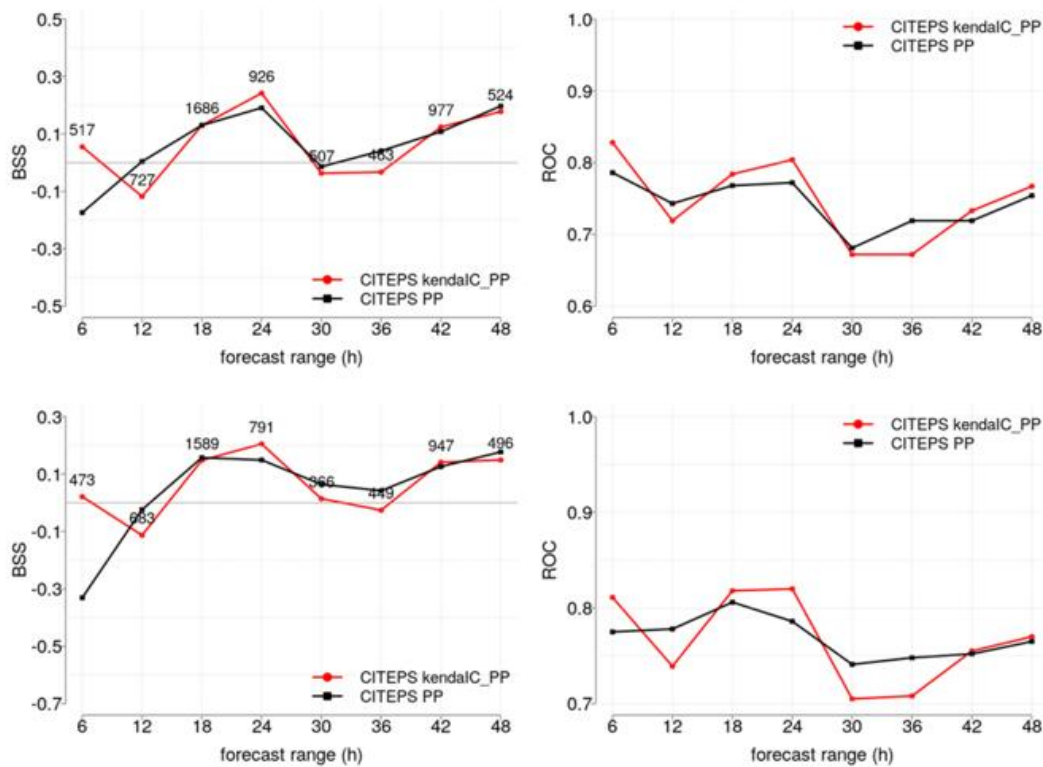 0.5
0.3
0.1
-0.1
-0.3
-0.5
BSS
517
727
1686
926
507
463
977
524
CITEPS kendaIC_PP
CITEPS PP
6 12 18 24 30 36 42 48
forecast range (h)
1.0
0.9
0.8
0.7
0.6
ROC
CITEPS kendaIC_PP
CITEPS PP
6 12 18 24 30 36 42 48
forecast range (h)
0.3
0.1
-0.1
-0.3
-0.5
-0.7
BSS
473
683
1589
791
366
449
947
496
CITEPS kendaIC_PP
CITEPS PP
6 12 18 24 30 36 42 48
forecast range (h)
1.0
0.9
0.8
0.7
ROC
CITEPS kendaIC_PP
CITEPS PP
6 12 18 24 30 36 42 48
forecast range (h)